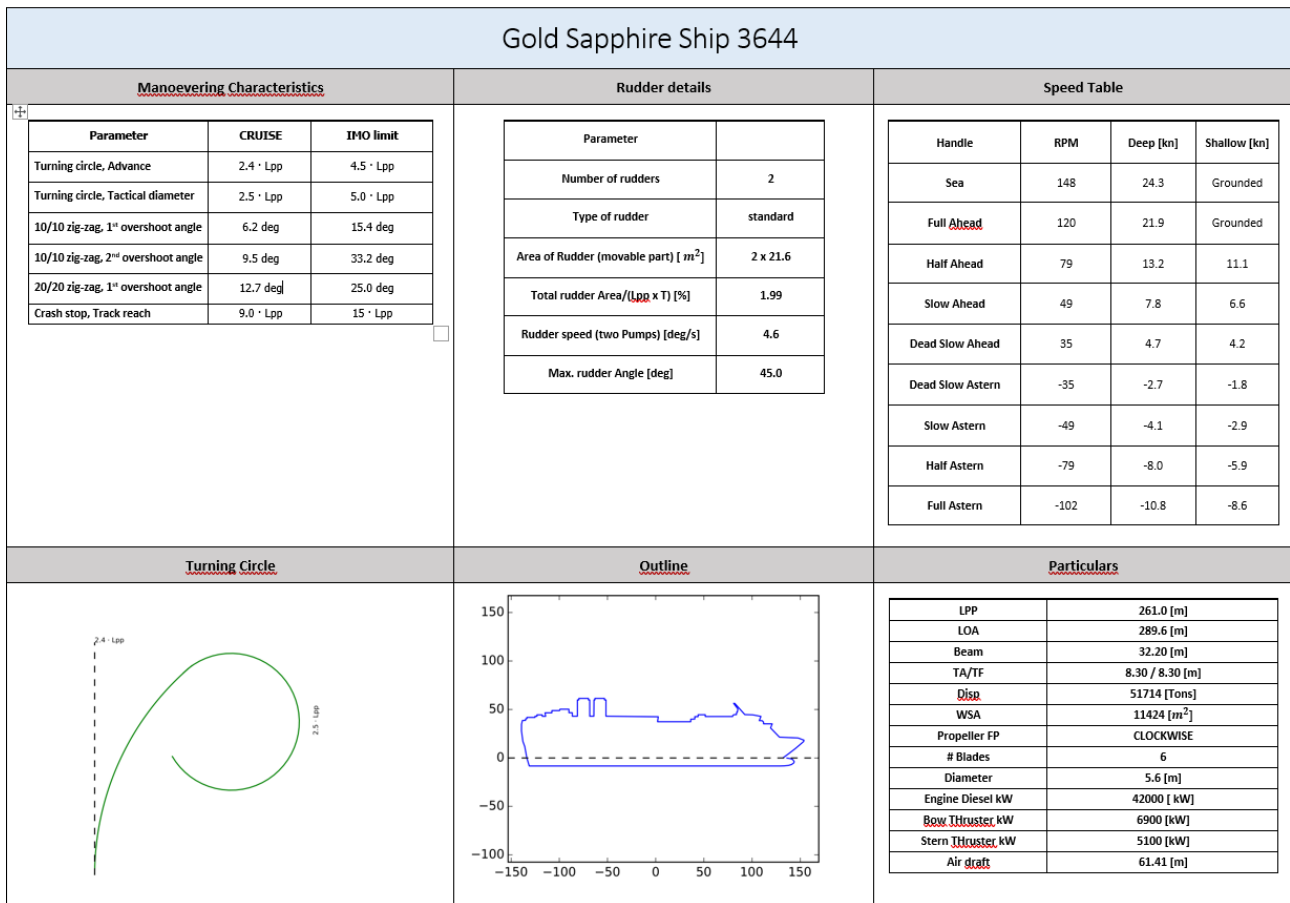 Gold Sapphire Ship 3644
Manoevering Characteristics
Parameter CRUISE IMO limit
Turning circle, Advance 2.4 · Lpp 4.5 · Lpp
Turning circle, Tactical diameter 2.5 · Lpp 5.0 · Lpp
10/10 zig-zag, 1st overshoot angle 6.2 deg 15.4 deg
10/10 zig-zag, 2nd overshoot angle 9.5 deg 33.2 deg
20/20 zig-zag, 1st overshoot angle 12.7 deg 25.0 deg
Crash stop, Track reach 9.0 · Lpp 15 · Lpp
Rudder details
Parameter
Number of rudders 2
Type of rudder standard
Area of Rudder (movable part) [ m²] 2 x 21.6
Total rudder Area/(Lpp x T) [%] 1.99
Rudder speed (two Pumps) [deg/s] 4.6
Max. rudder Angle [deg] 45.0
Speed Table
Handle RPM Deep [kn] Shallow [kn]
Sea 148 24.3 Grounded
Full Ahead 120 21.9 Grounded
Half Ahead 79 13.2 11.1
Slow Ahead 49 7.8 6.6
Dead Slow Ahead 35 4.7 4.2
Dead Slow Astern -35 -2.7 -1.8
Slow Astern -49 -4.1 -2.9
Half Astern -79 -8.0 -5.9
Full Astern -102 -10.8 -8.6
Turning Circle
2.4 · Lpp
2.5 · Lpp
Outline
150
100
50
0
−50
−100
−150 −100 −50 0 50 100 150
Particulars
LPP 261.0 [m]
LOA 289.6 [m]
Beam 32.20 [m]
TA/TF 8.30 / 8.30 [m]
Disp 51714 [Tons]
WSA 11424 [m²]
Propeller FP CLOCKWISE
# Blades 6
Diameter 5.6 [m]
Engine Diesel kW 42000 [ kW]
Bow THruster kW 6900 [kW]
Stern THruster kW 5100 [kW]
Air draft 61.41 [m]